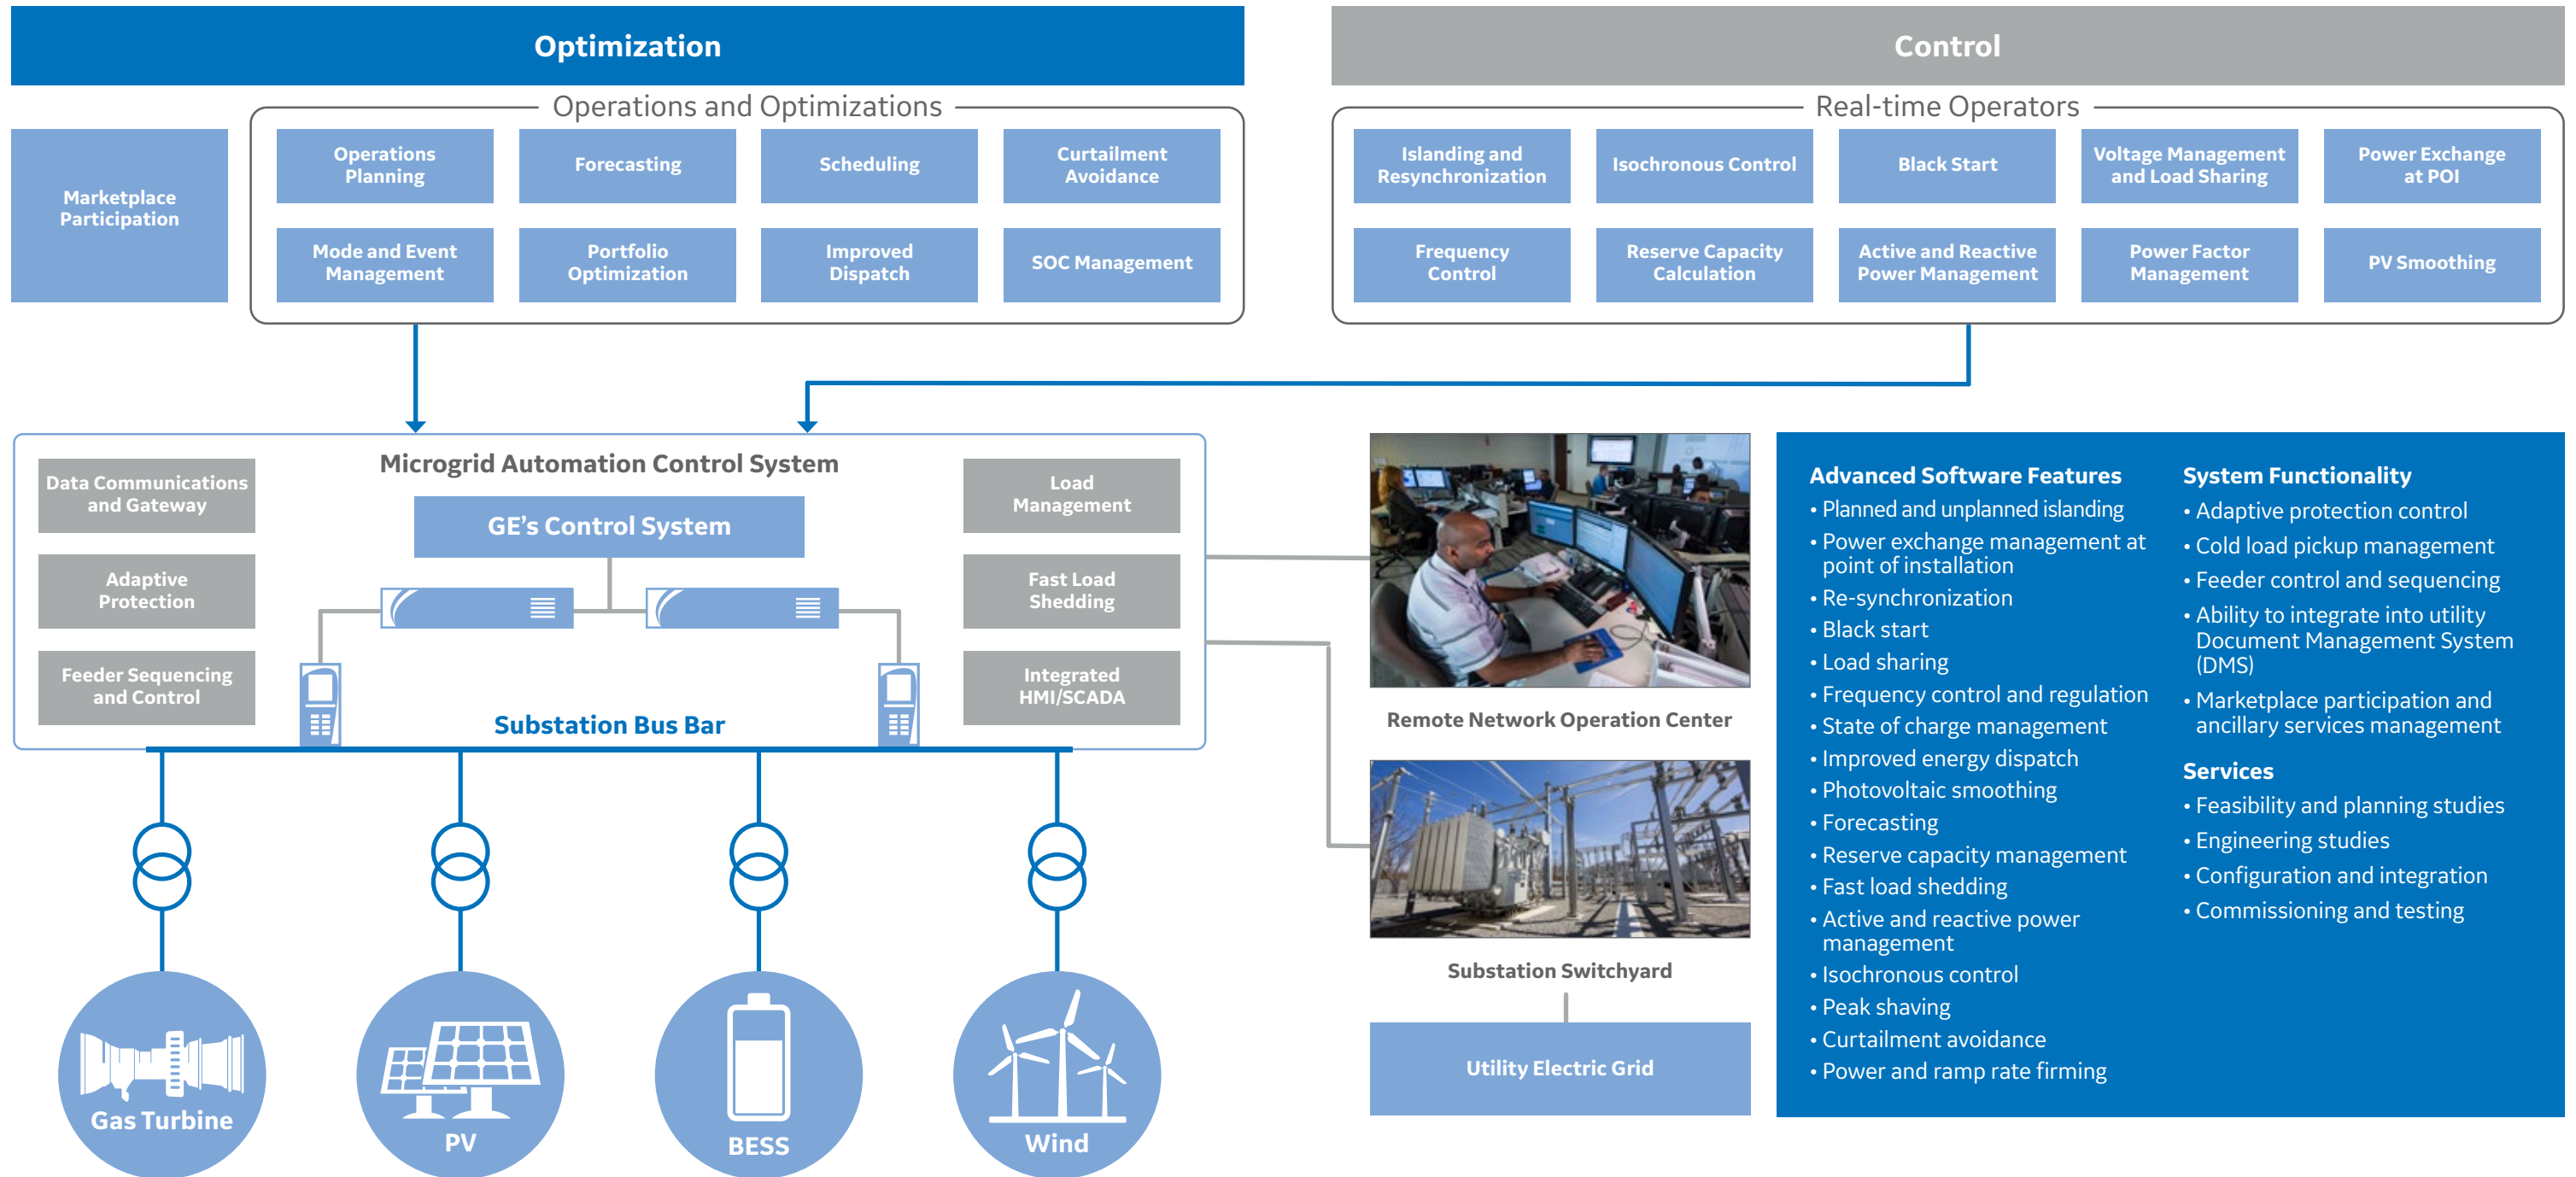 Optimization
Control
Operations and Optimizations
Real-time Operators
Marketplace
Participation
Operations
Planning
Forecasting
Scheduling
Curtailment
Avoidance
Mode and Event
Management
Portfolio
Optimization
Improved
Dispatch
SOC Management
Islanding and
Resynchronization
Isochronous Control
Black Start
Voltage Management
and Load Sharing
Power Exchange
at POI
Frequency
Control
Reserve Capacity
Calculation
Active and Reactive
Power Management
Power Factor
Management
PV Smoothing
Microgrid Automation Control System
Data Communications
and Gateway
Adaptive
Protection
Feeder Sequencing
and Control
GE's Control System
Load
Management
Fast Load
Shedding
Integrated
HMI/SCADA
Substation Bus Bar
Gas Turbine
PV
BESS
Wind
Remote Network Operation Center
Substation Switchyard
Utility Electric Grid
Advanced Software Features
• Planned and unplanned islanding
• Power exchange management at
point of installation
• Re-synchronization
• Black start
• Load sharing
• Frequency control and regulation
• State of charge management
• Improved energy dispatch
• Photovoltaic smoothing
• Forecasting
• Reserve capacity management
• Fast load shedding
• Active and reactive power
management
• Isochronous control
• Peak shaving
• Curtailment avoidance
• Power and ramp rate firming
System Functionality
• Adaptive protection control
• Cold load pickup management
• Feeder control and sequencing
• Ability to integrate into utility
Document Management System
(DMS)
• Marketplace participation and
ancillary services management
Services
• Feasibility and planning studies
• Engineering studies
• Configuration and integration
• Commissioning and testing